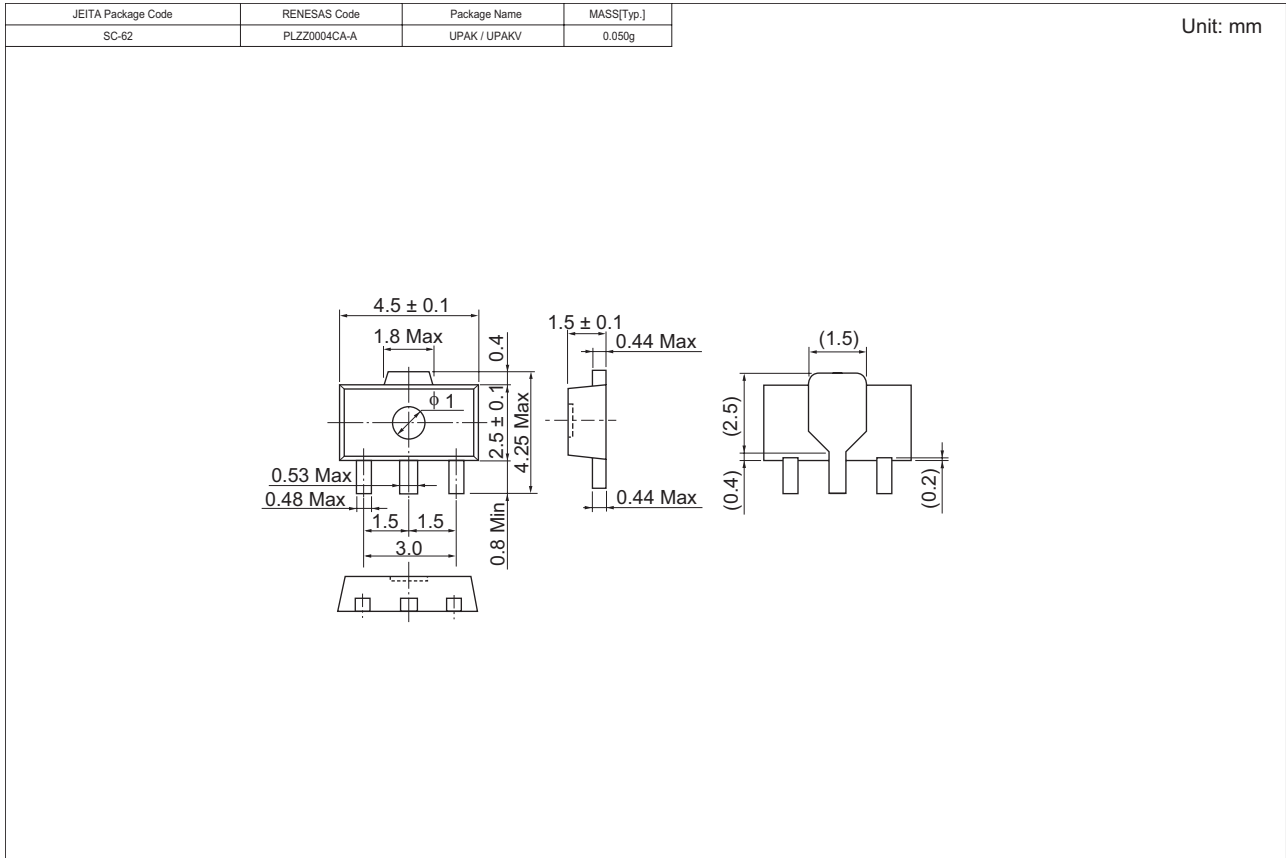 JEITA Package Code RENESAS Code Package Name MASS[Typ.]
SC-62 PLZZ0004CA-A UPAK / UPAKV 0.050g
Unit: mm
4.5 ± 0.1
1.8 Max
0.4
ϕ 1
2.5 ± 0.1
4.25 Max
0.53 Max
0.48 Max
1.5 1.5
3.0
0.8 Min
1.5 ± 0.1
0.44 Max
0.44 Max
(1.5)
(2.5)
(0.4)
(0.2)